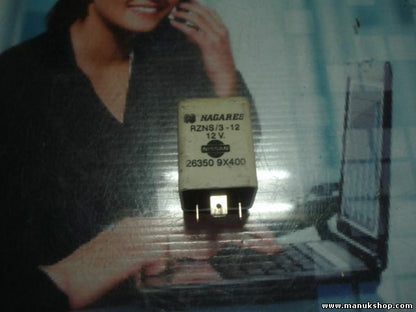 NAGARES
RZNS/3-12
12 V.
NISSAN
26350 9X400
www.manukshop.com